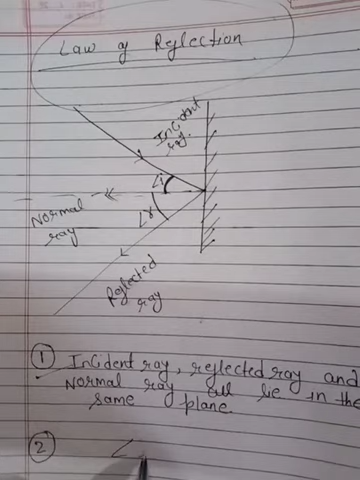 Law of Reflection
Incident
ray.
∠i
Normal
ray
∠r
Reflected
ray
① Incident ray, reflected ray and
Normal ray all lie in the
same plane
② ∠